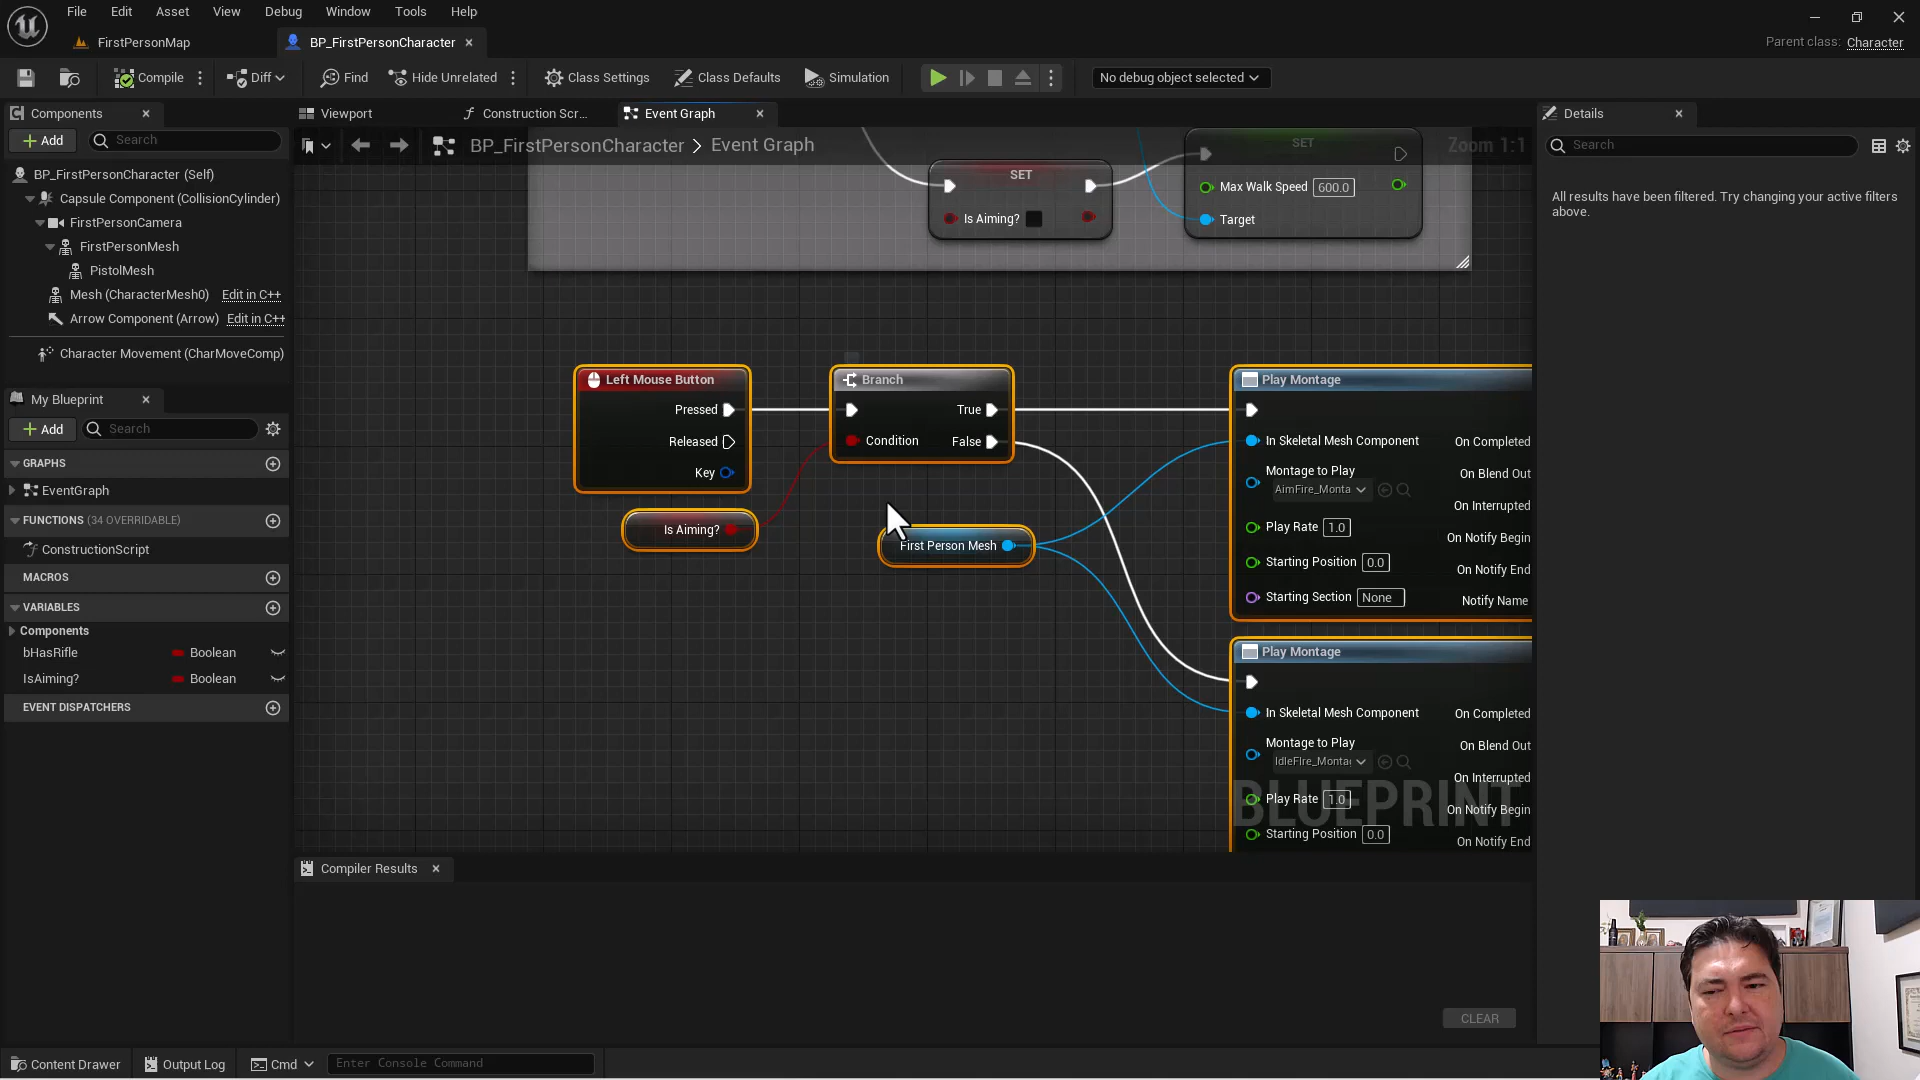 File Edit Asset View Debug Window Tools Help
FirstPersonMap
BP_FirstPersonCharacter
Parent class: Character
Compile
Diff
Find
Hide Unrelated
Class Settings
Class Defaults
Simulation
No debug object selected
Components
Add
Search
BP_FirstPersonCharacter (Self)
Capsule Component (CollisionCylinder)
FirstPersonCamera
FirstPersonMesh
PistolMesh
Mesh (CharacterMesh0) Edit in C++
Arrow Component (Arrow) Edit in C++
Character Movement (CharMoveComp)
My Blueprint
Add
Search
GRAPHS
EventGraph
FUNCTIONS (34 OVERRIDABLE)
ConstructionScript
MACROS
VARIABLES
Components
bHasRifle Boolean
IsAiming? Boolean
EVENT DISPATCHERS
Viewport
Construction Scr...
Event Graph
BP_FirstPersonCharacter > Event Graph
Zoom 1:1
SET
Is Aiming?
SET
Max Walk Speed 600.0
Target
Left Mouse Button
Pressed
Released
Key
Is Aiming?
Branch
True
Condition False
First Person Mesh
Play Montage
In Skeletal Mesh Component On Completed
Montage to Play
AimFire_Monta
On Blend Out
On Interrupted
Play Rate 1.0
On Notify Begin
Starting Position 0.0
On Notify End
Starting Section None
Notify Name
Play Montage
In Skeletal Mesh Component On Completed
Montage to Play
IdleFIre_Monta
On Blend Out
On Interrupted
Play Rate 1.0
On Notify Begin
Starting Position 0.0
On Notify End
BLUEPRINT
Compiler Results
CLEAR
Details
Search
All results have been filtered. Try changing your active filters
above.
Content Drawer
Output Log
Cmd
Enter Console Command